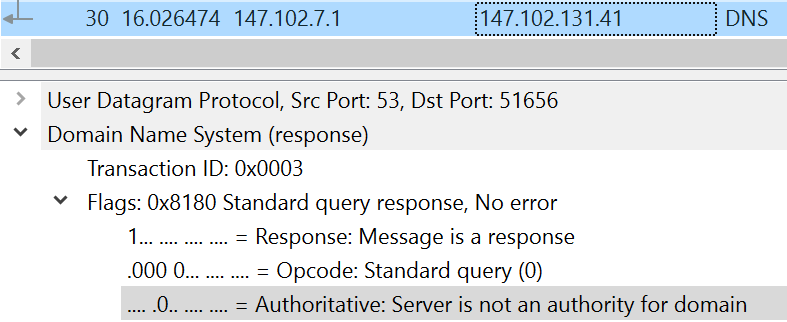 30 16.026474 147.102.7.1 147.102.131.41 DNS
User Datagram Protocol, Src Port: 53, Dst Port: 51656
Domain Name System (response)
Transaction ID: 0x0003
Flags: 0x8180 Standard query response, No error
1... .... .... .... = Response: Message is a response
.000 0... .... .... = Opcode: Standard query (0)
.... .0.. .... .... = Authoritative: Server is not an authority for domain